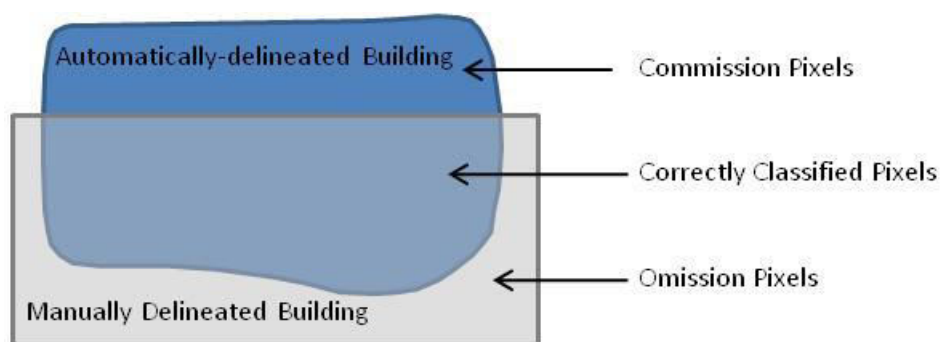 Automatically-delineated Building
Commission Pixels
Correctly Classified Pixels
Omission Pixels
Manually Delineated Building